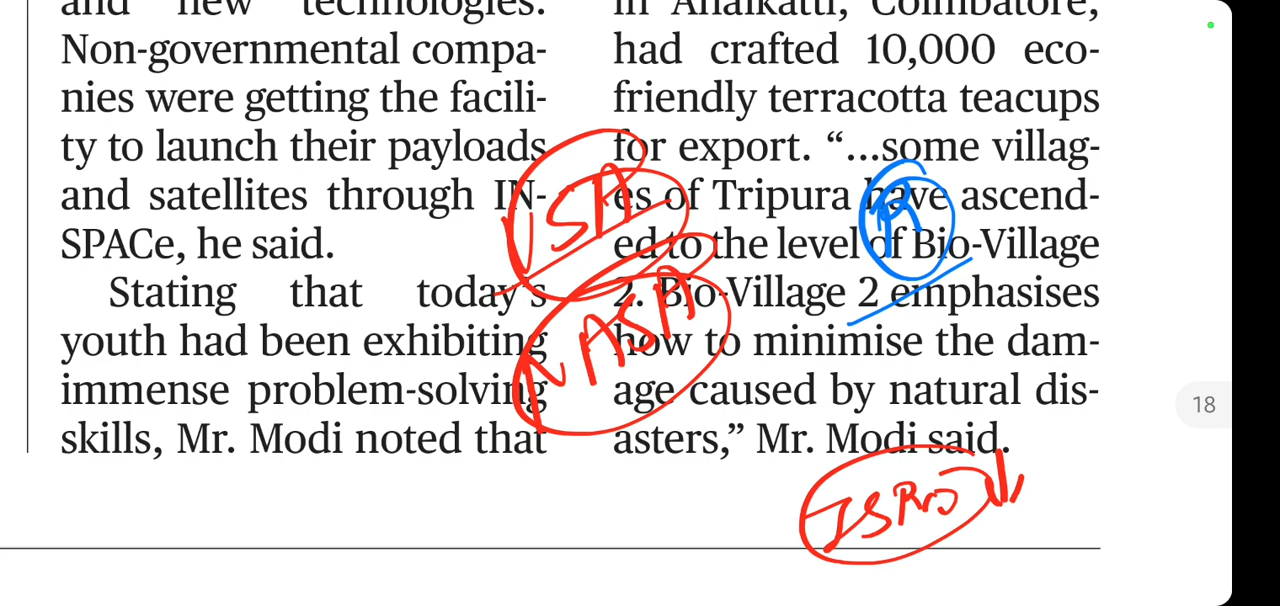 and new technologies.
Non-governmental compa-
nies were getting the facili-
ty to launch their payloads
and satellites through IN-
SPACe, he said.
Stating that today's
youth had been exhibiting
immense problem-solving
skills, Mr. Modi noted that
in Anaikatti, Coimbatore,
had crafted 10,000 eco-
friendly terracotta teacups
for export. “...some villag-
es of Tripura have ascend-
ed to the level of Bio-Village
2. Bio-Village 2 emphasises
how to minimise the dam-
age caused by natural dis-
asters,” Mr. Modi said.
USA
NASA
R
ISRO
18